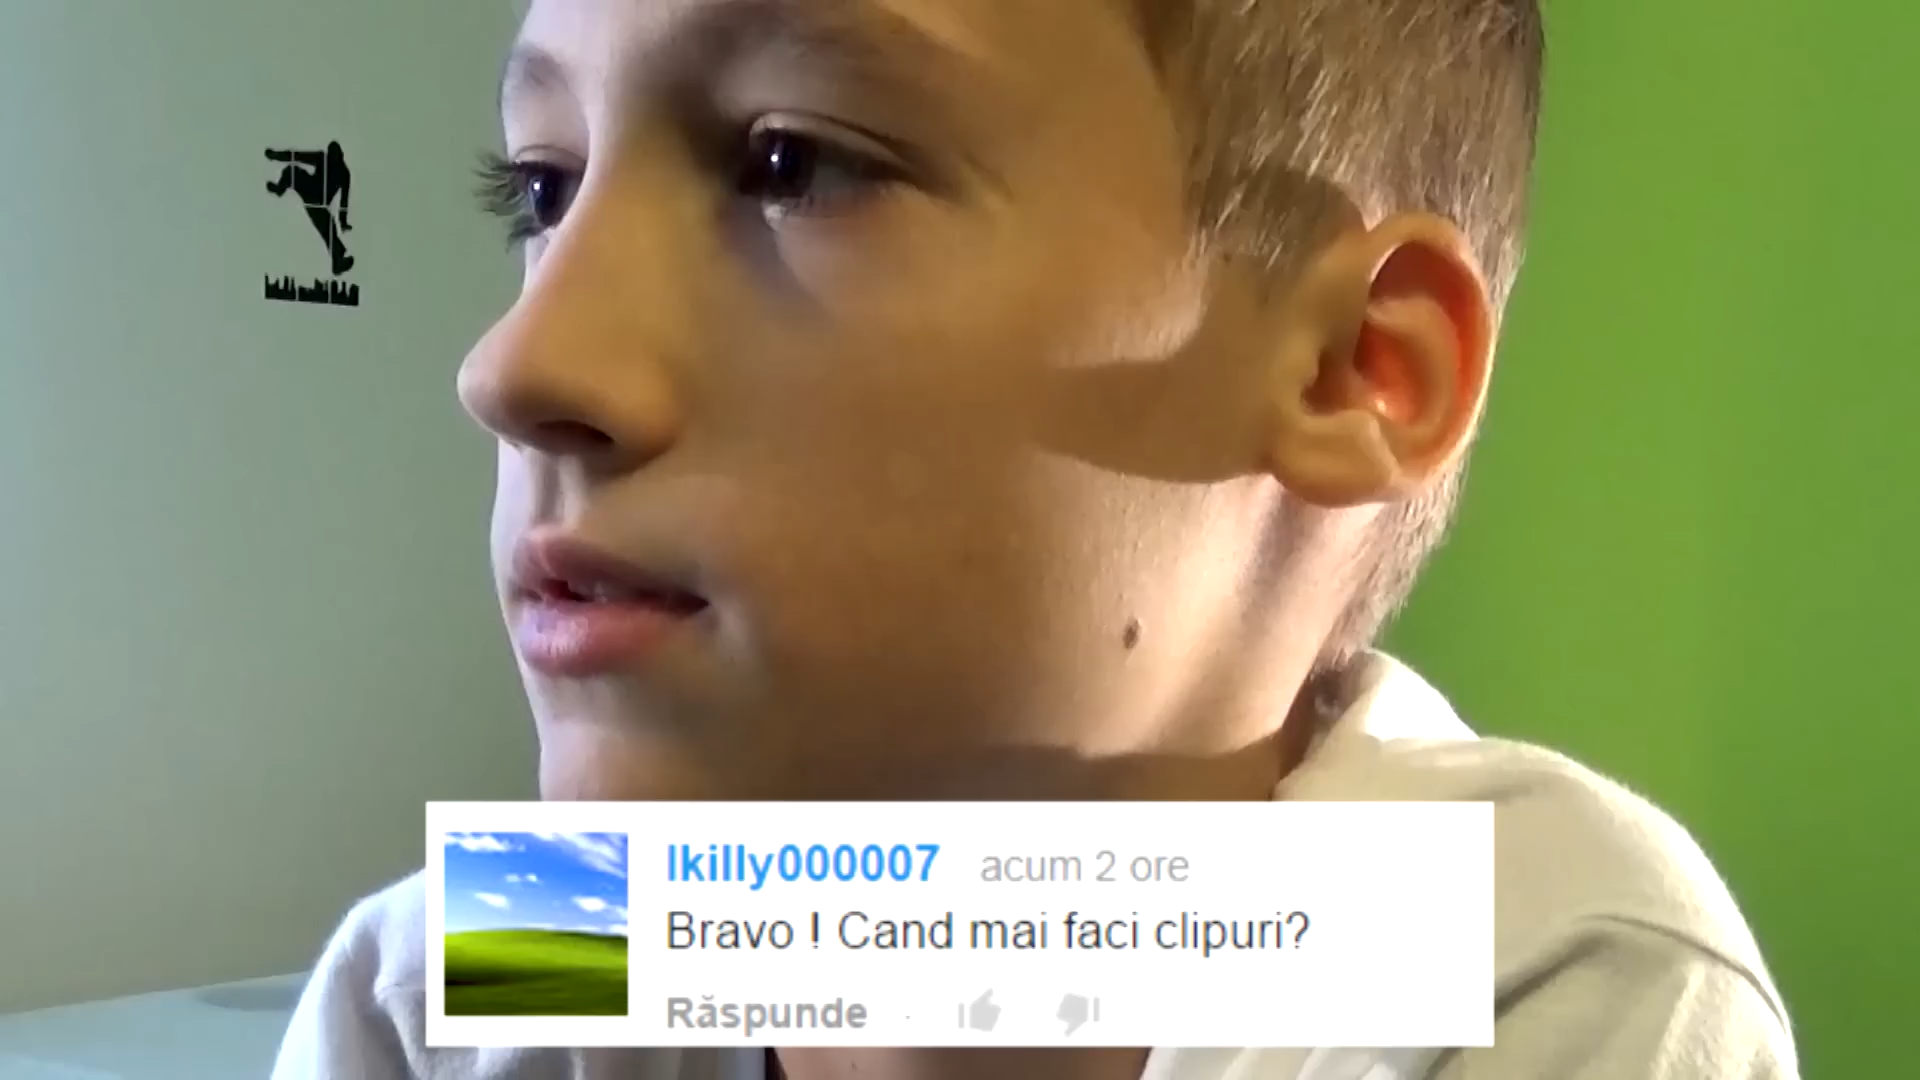 lkilly000007 acum 2 ore
Bravo ! Cand mai faci clipuri?
Răspunde